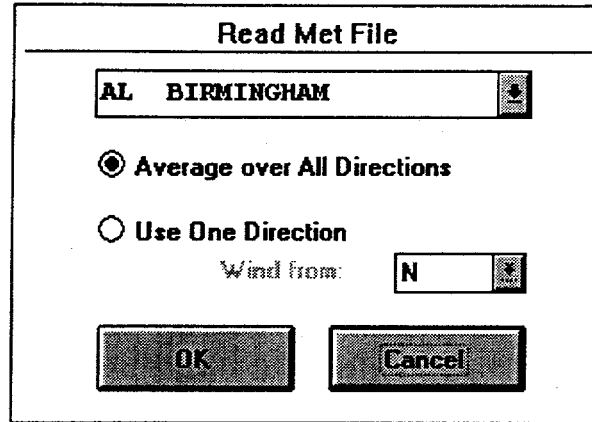 Read Met File
AL BIRMINGHAM
Average over All Directions
Use One Direction
Wind from: N
OK Cancel